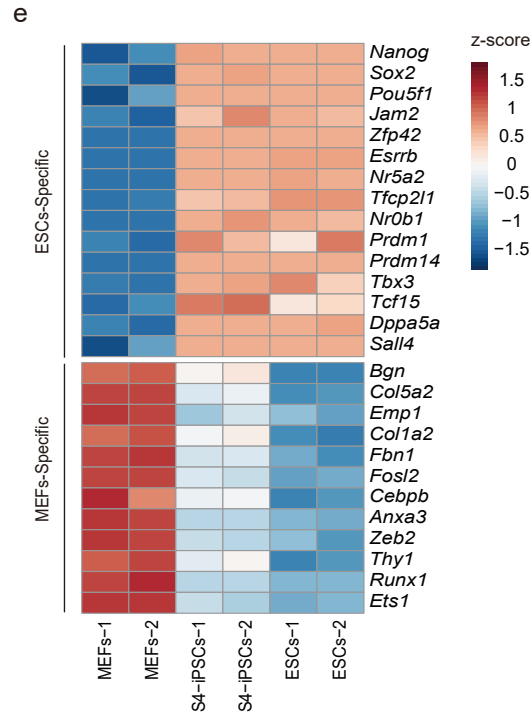 e
z-score
1.5
1
0.5
0
−0.5
−1
−1.5
ESCs-Specific
Nanog
Sox2
Pou5f1
Jam2
Zfp42
Esrrb
Nr5a2
Tfcp2l1
Nr0b1
Prdm1
Prdm14
Tbx3
Tcf15
Dppa5a
Sall4
MEFs-Specific
Bgn
Col5a2
Emp1
Col1a2
Fbn1
Fosl2
Cebpb
Anxa3
Zeb2
Thy1
Runx1
Ets1
MEFs−1
MEFs−2
S4−iPSCs−1
S4−iPSCs−2
ESCs−1
ESCs−2